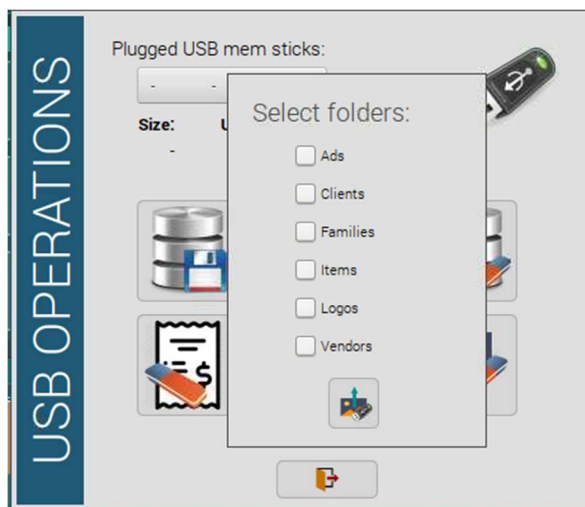 USB OPERATIONS
Plugged USB mem sticks:
- -
Size: U
-
Select folders:
Ads
Clients
Families
Items
Logos
Vendors